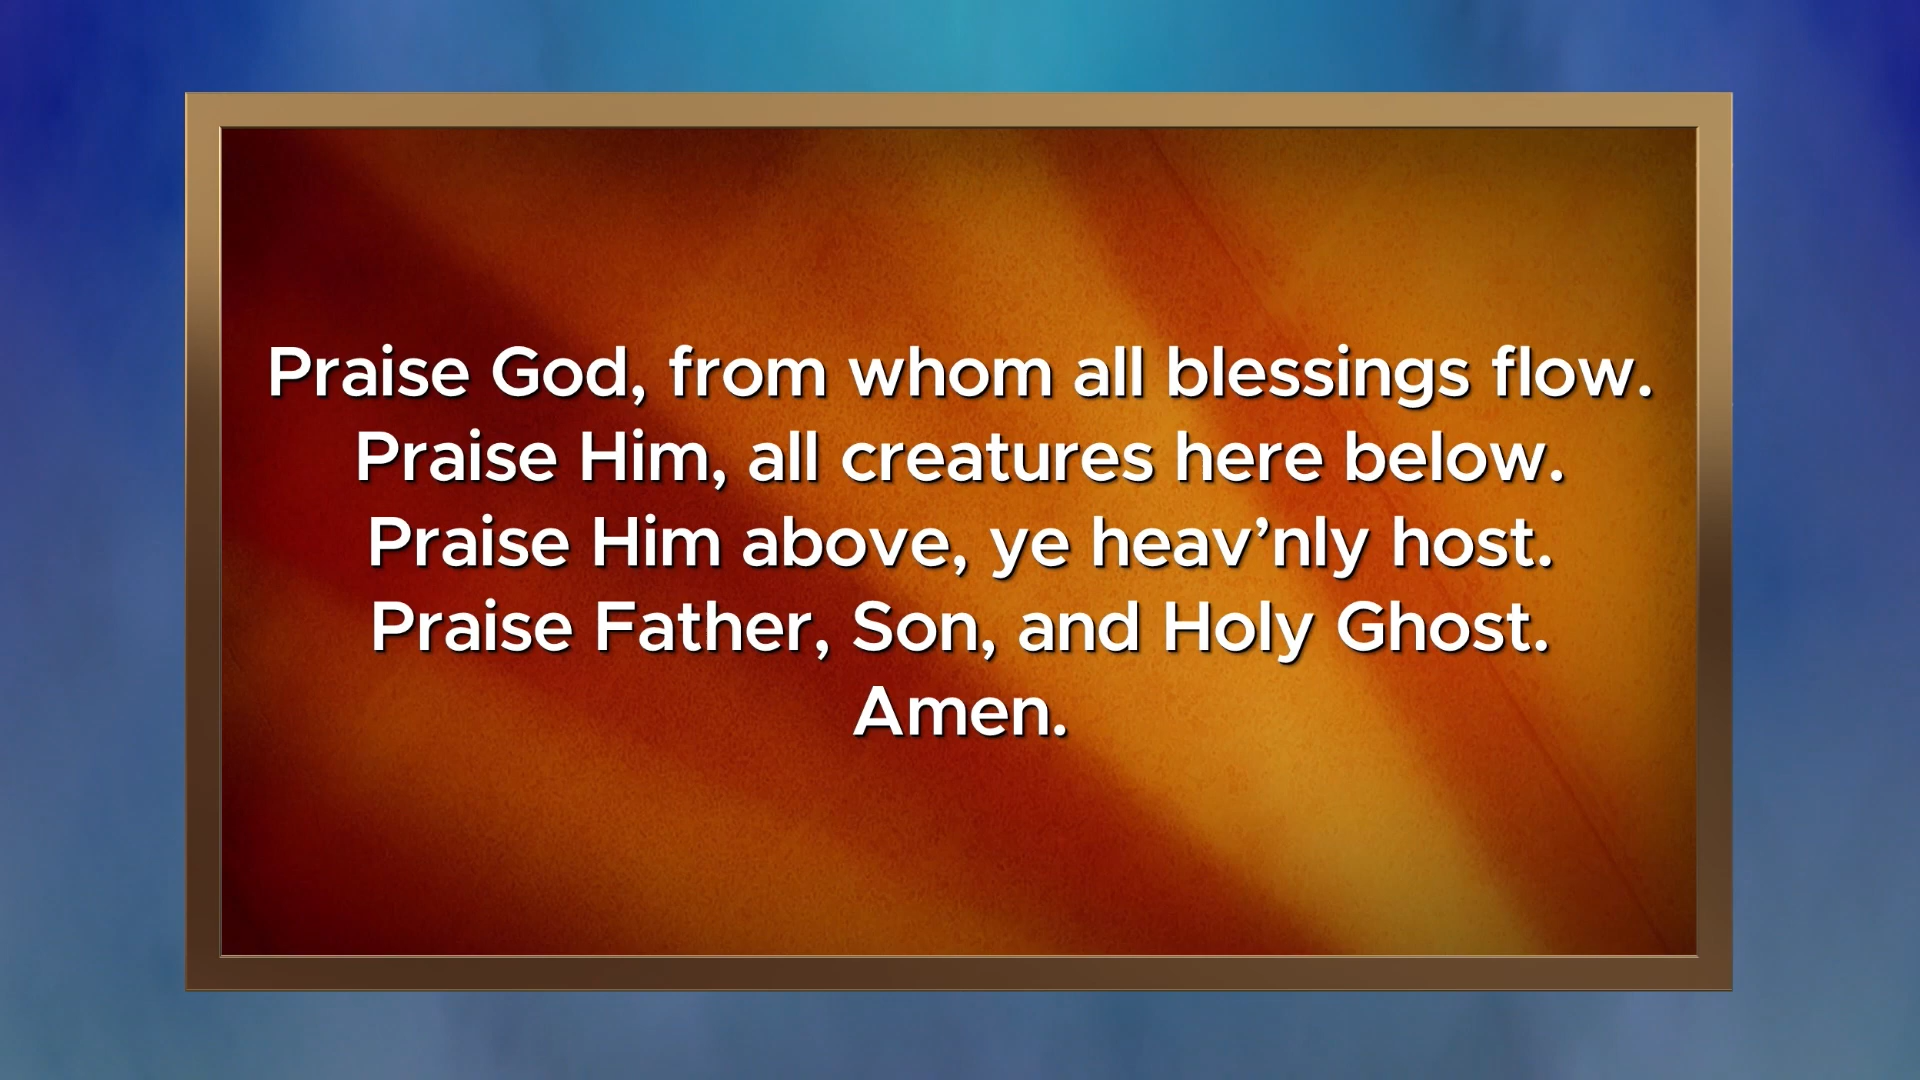 Praise God, from whom all blessings flow.
Praise Him, all creatures here below.
Praise Him above, ye heav’nly host.
Praise Father, Son, and Holy Ghost.
Amen.